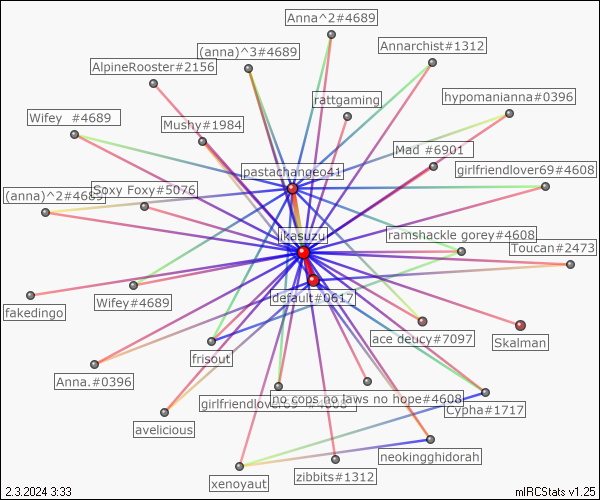 Anna^2#4689
Annarchist#1312
(anna)^3#4689
AlpineRooster#2156
rattgaming
hypomanianna#0396
Wifey  #4689
Mushy#1984
Mad #6901
pastachangeo41
girlfriendlover69#4608
(anna)^2#4689
Soxy Foxy#5076
jikasuzu
ramshackle gorey#4608
Toucan#2473
default#0617
Wifey#4689
fakedingo
ace deucy#7097
Skalman
frisout
Anna.#0396
no cops no laws no hope#4608
girlfriendlover69
Cypha#1717
avelicious
neokingghidorah
xenoyaut
zibbits#1312
2.3.2024 3:33
mIRCStats v1.25